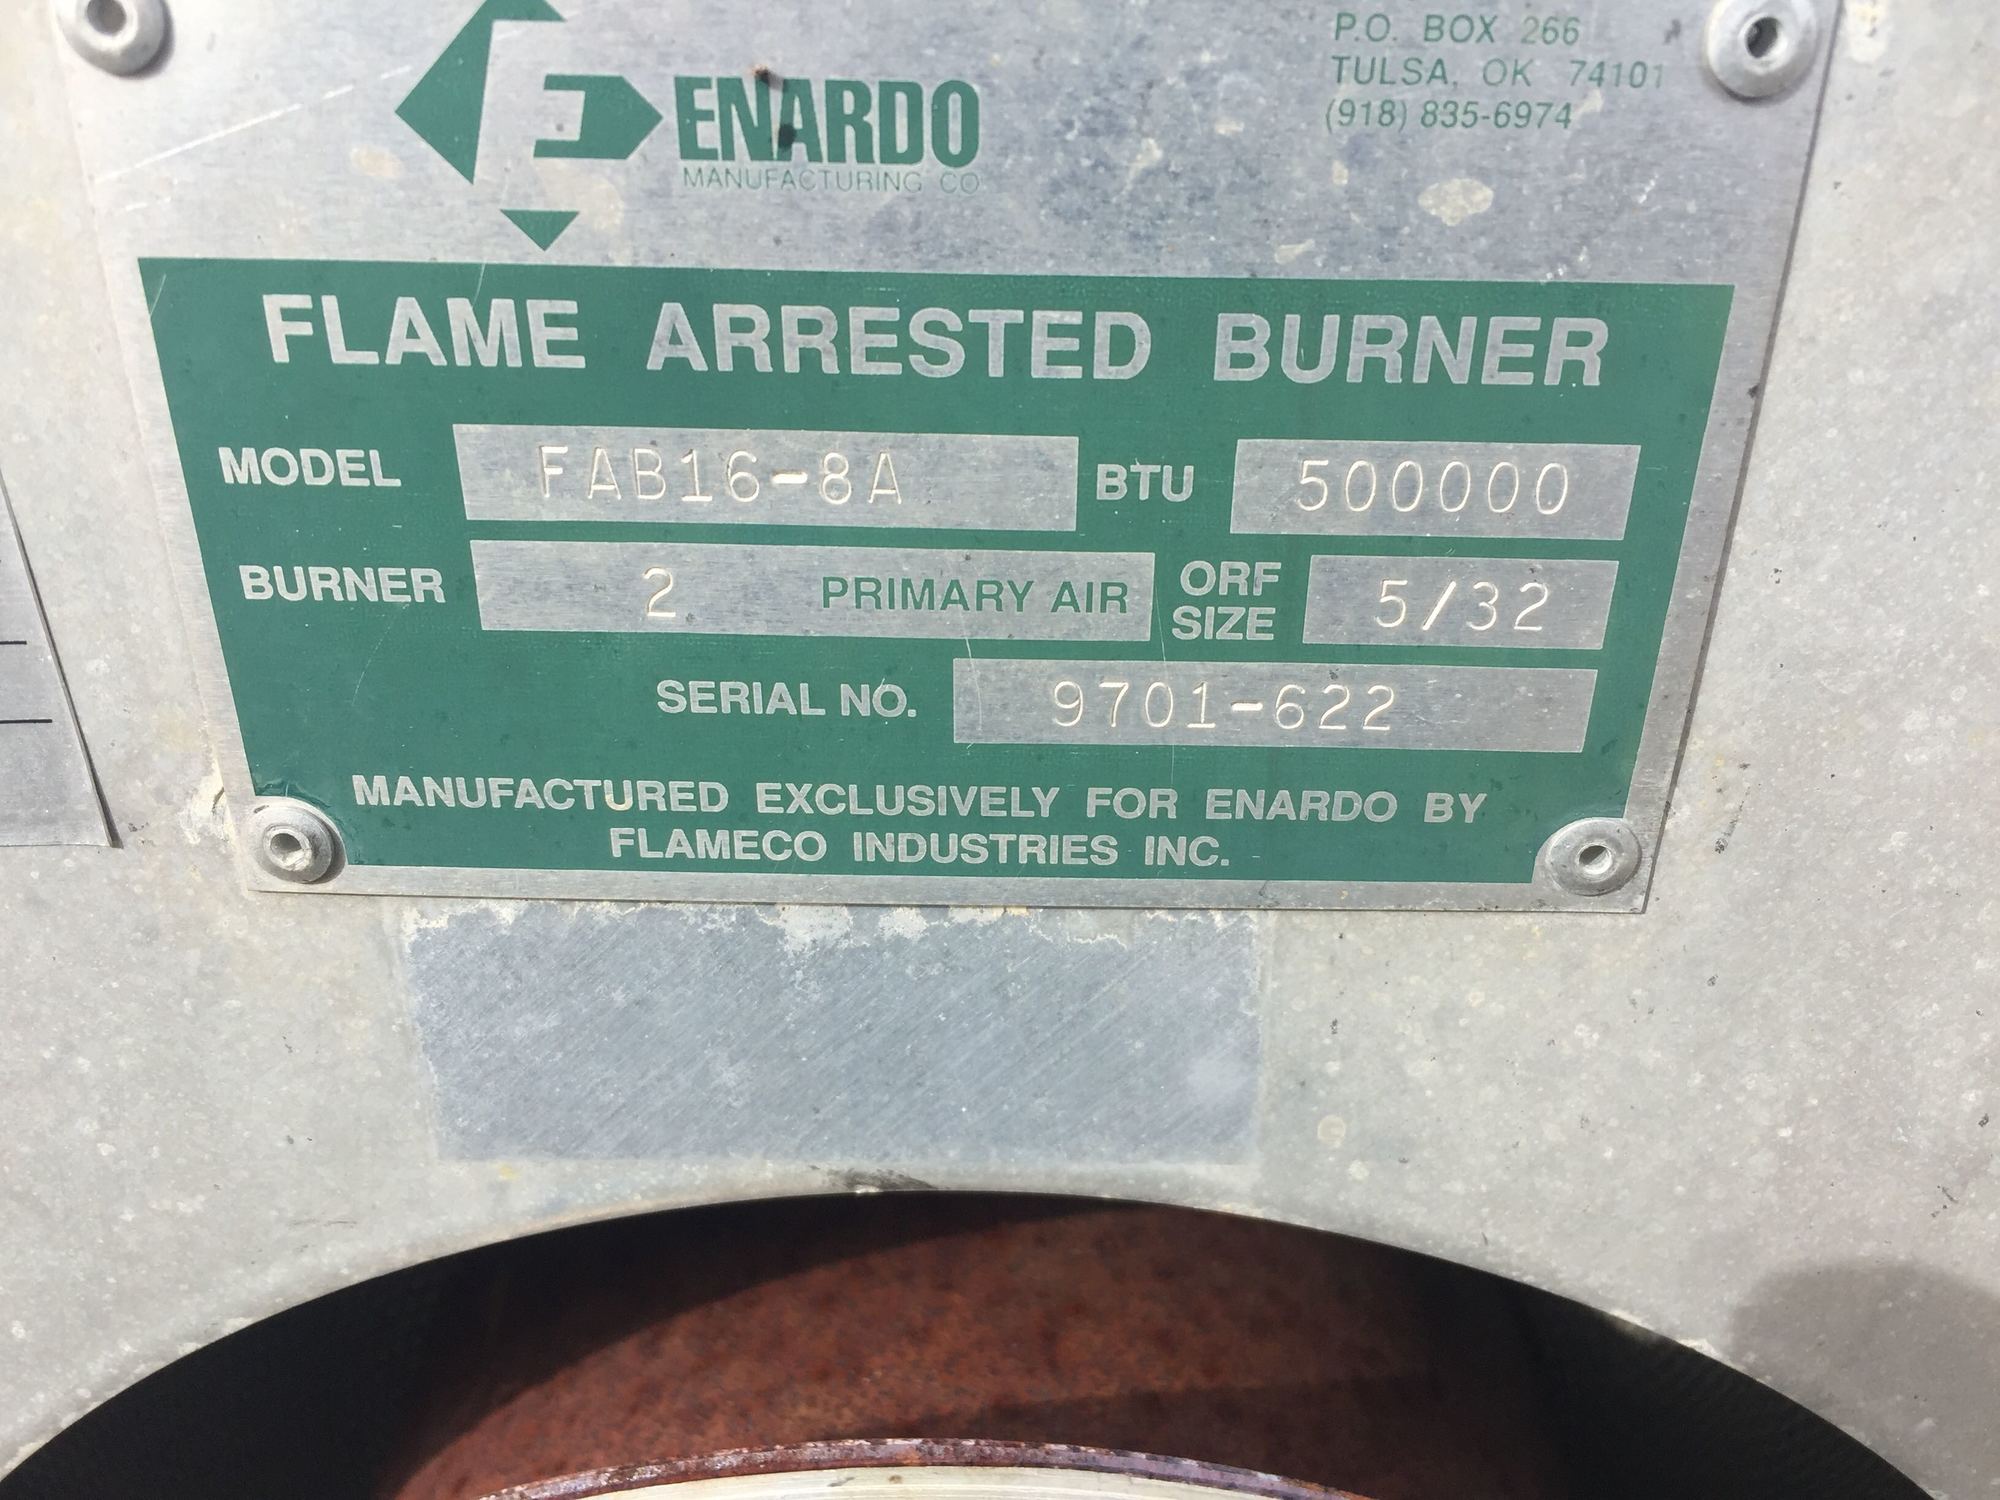 ENARDO
MANUFACTURING CO
P.O. BOX 266
TULSA, OK 74101
(918) 835-6974
FLAME ARRESTED BURNER
MODEL FAB16-8A BTU 500000
BURNER 2 PRIMARY AIR ORF SIZE 5/32
SERIAL NO. 9701-622
MANUFACTURED EXCLUSIVELY FOR ENARDO BY
FLAMECO INDUSTRIES INC.